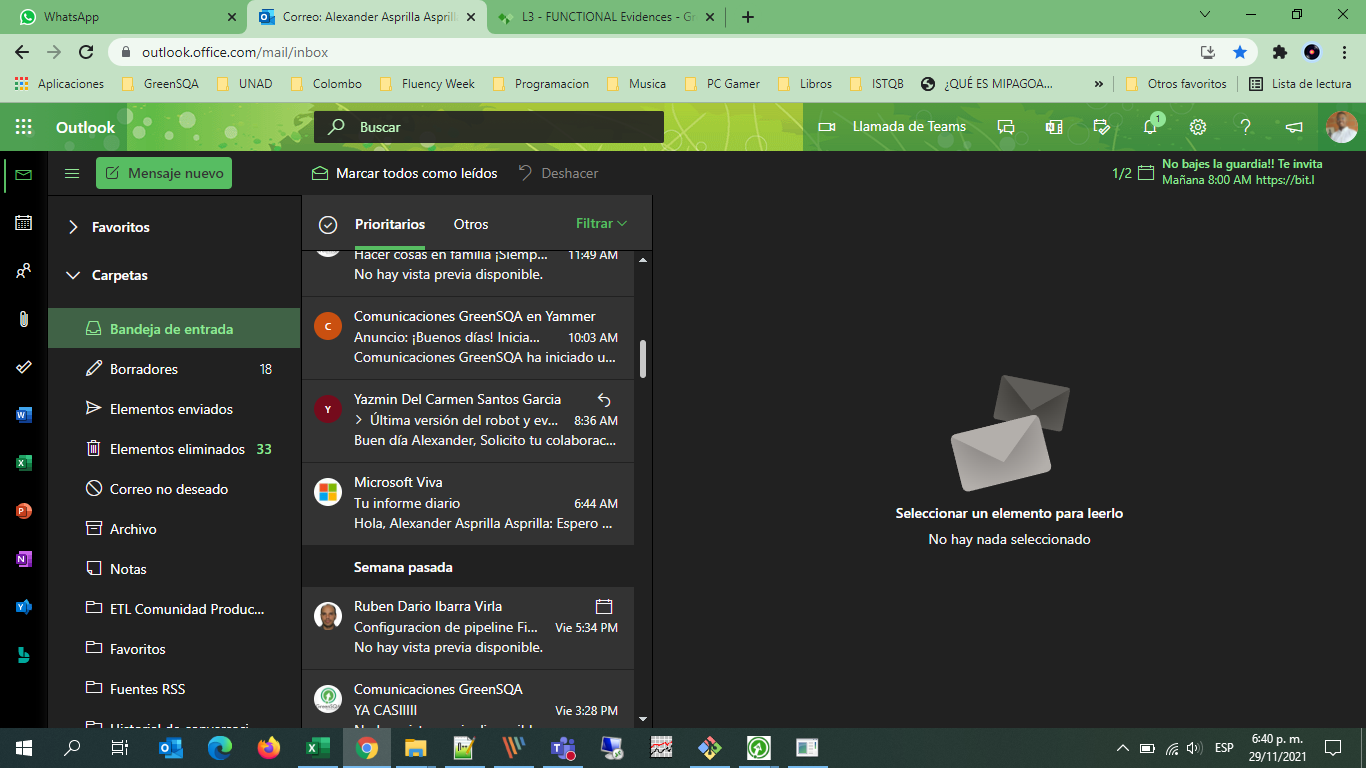 WhatsApp
Correo: Alexander Asprilla Aspril
L3 - FUNCTIONAL Evidences - Gr
outlook.office.com/mail/inbox
Aplicaciones
GreenSQA
UNAD
Colombo
Fluency Week
Programacion
Musica
PC Gamer
Libros
ISTQB
¿QUÉ ES MIPAGOA...
»
Otros favoritos
Lista de lectura
Outlook
Buscar
Llamada de Teams
1
Mensaje nuevo
Marcar todos como leídos
Deshacer
1/2
No bajes la guardia!! Te invita
Mañana 8:00 AM https://bit.l
Favoritos
Carpetas
Bandeja de entrada
Borradores 18
Elementos enviados
Elementos eliminados 33
Correo no deseado
Archivo
Notas
ETL Comunidad Produc...
Favoritos
Fuentes RSS
Historial de conversaci
Prioritarios
Otros
Filtrar
Hacer cosas en familia ¡Siemp... 11:49 AM
No hay vista previa disponible.
C
Comunicaciones GreenSQA en Yammer
Anuncio: ¡Buenos días! Inicia... 10:03 AM
Comunicaciones GreenSQA ha iniciado u...
Y
Yazmin Del Carmen Santos Garcia
Última versión del robot y ev... 8:36 AM
Buen día Alexander, Solicito tu colaborac...
Microsoft Viva
Tu informe diario 6:44 AM
Hola, Alexander Asprilla Asprilla: Espero ...
Semana pasada
Ruben Dario Ibarra Virla
Configuracion de pipeline Fi... Vie 5:34 PM
No hay vista previa disponible.
Comunicaciones GreenSQA
YA CASIIIII Vie 3:28 PM
Seleccionar un elemento para leerlo
No hay nada seleccionado
ESP
6:40 p. m.
29/11/2021